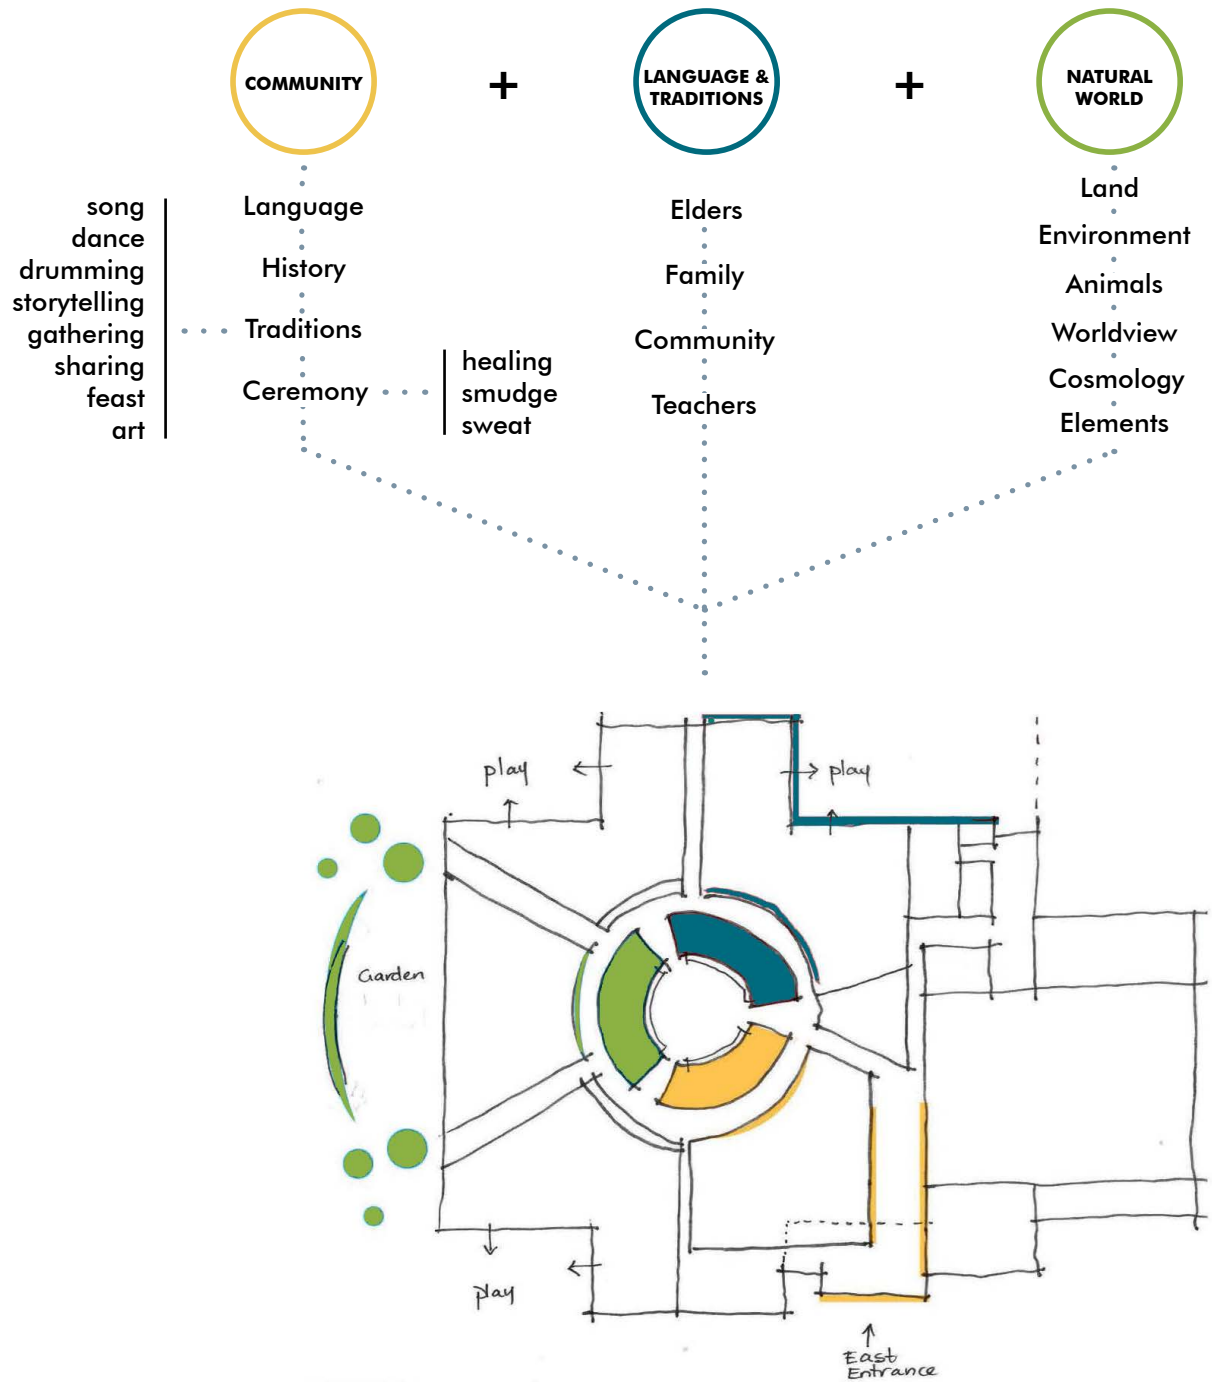 COMMUNITY
+
LANGUAGE &
TRADITIONS
+
NATURAL
WORLD
song
dance
drumming
storytelling
gathering
sharing
feast
art
Language
History
Traditions
Ceremony
healing
smudge
sweat
Elders
Family
Community
Teachers
Land
Environment
Animals
Worldview
Cosmology
Elements
play
play
Garden
play
East
Entrance